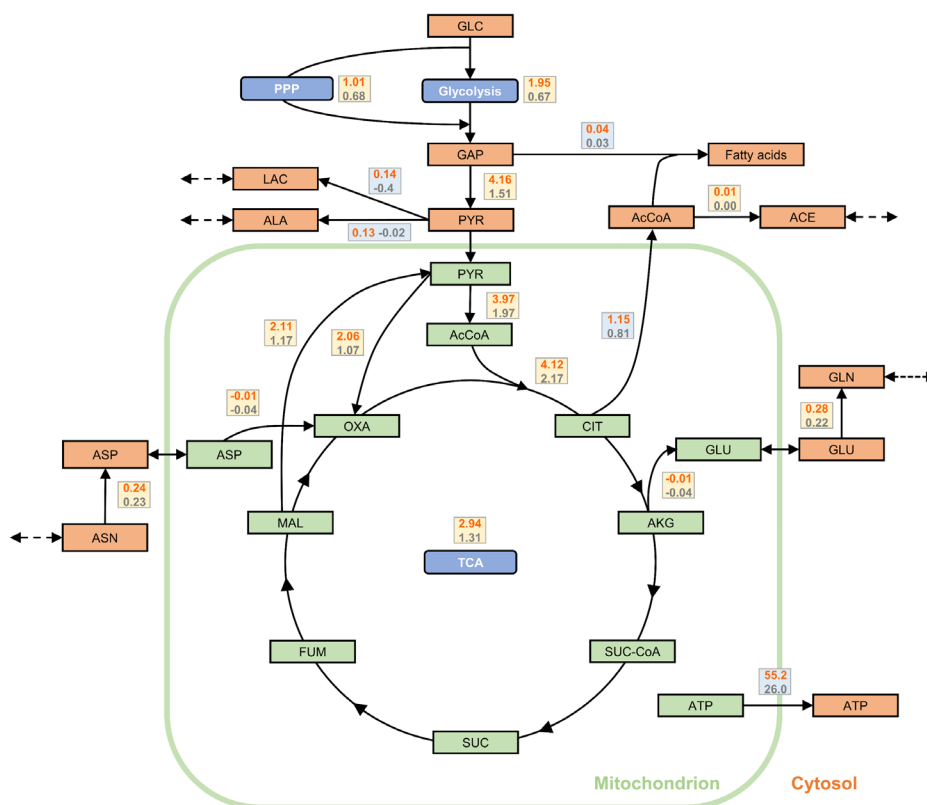 GLC
PPP
1.01
0.68
Glycolysis
1.95
0.67
0.04
0.03
GAP
Fatty acids
LAC
0.14
-0.4
4.16
1.51
0.01
0.00
ALA
PYR
AcCoA
ACE
0.13 -0.02
PYR
2.11
1.17
2.06
1.07
3.97
1.97
1.15
0.81
AcCoA
4.12
2.17
GLN
-0.01
-0.04
0.28
0.22
OXA
CIT
ASP
ASP
GLU
GLU
0.24
0.23
-0.01
-0.04
ASN
MAL
2.94
1.31
AKG
TCA
FUM
SUC-CoA
55.2
26.0
ATP
ATP
SUC
Mitochondrion
Cytosol